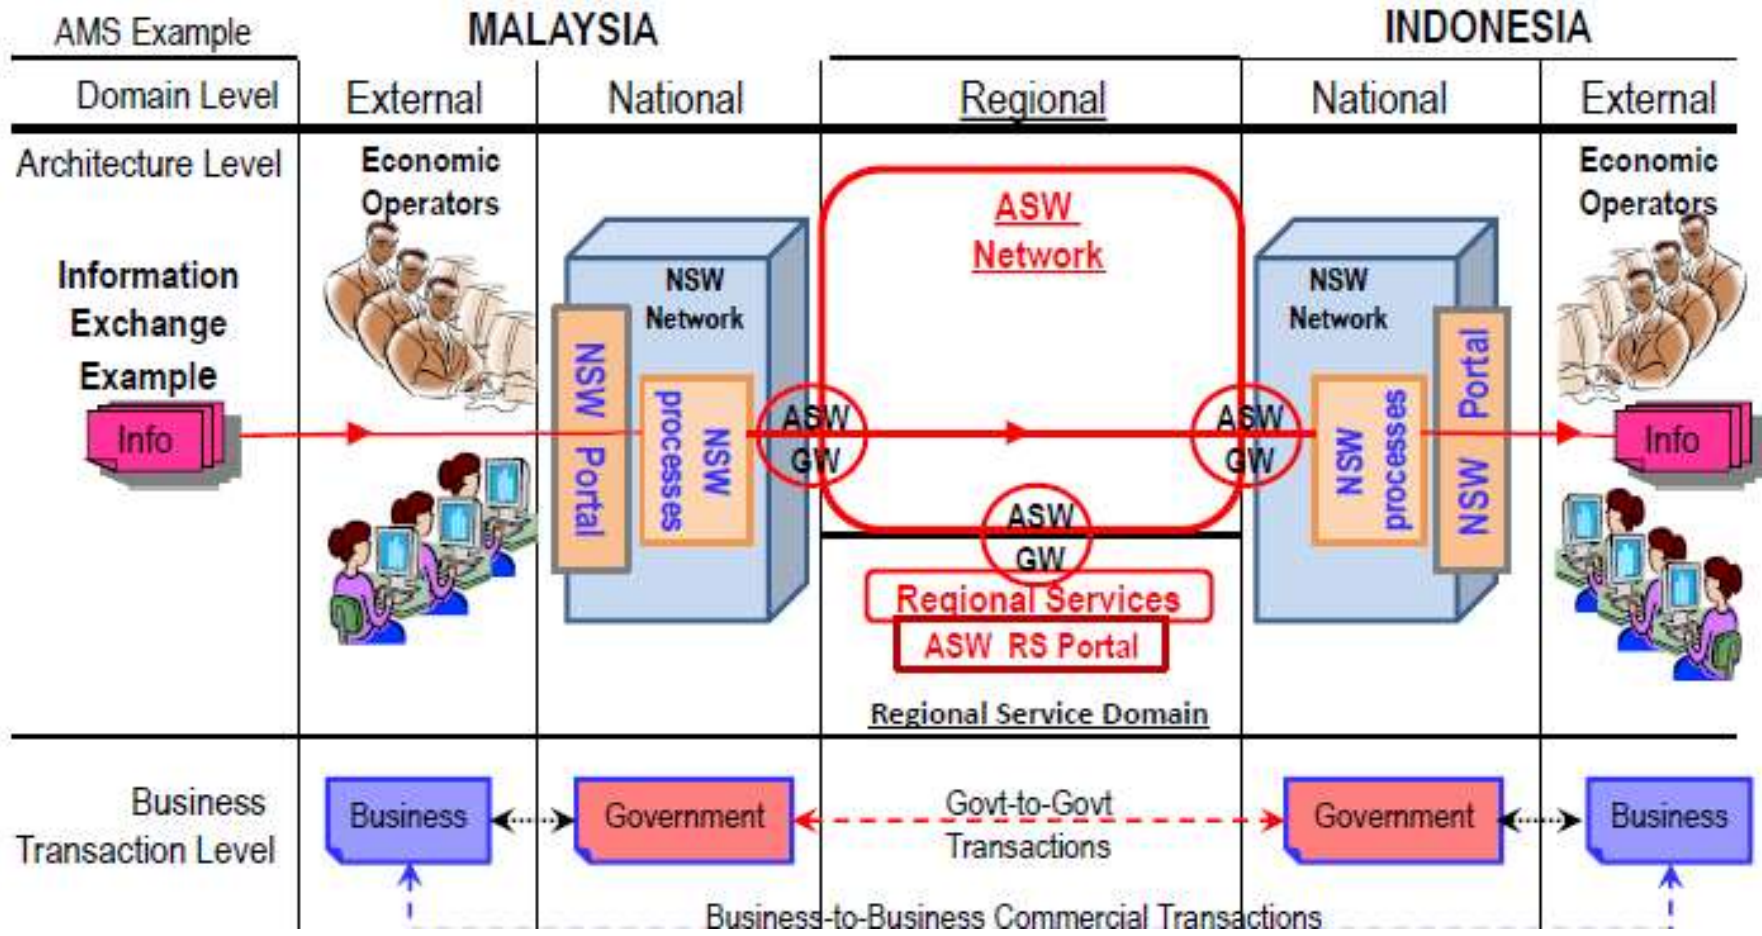 AMS Example
MALAYSIA
INDONESIA
Domain Level
External
National
Regional
National
External
Architecture Level
Economic
Operators
Economic
Operators
ASW
Network
Information
Exchange
Example
Info
NSW
Network
NSW Portal
NSW
processses
ASW
GW
ASW
GW
NSW
Network
NSW
processes
NSW Portal
Info
ASW
GW
Regional Services
ASW RS Portal
Regional Service Domain
Business
Transaction Level
Business
Government
Govt-to-Govt
Transactions
Government
Business
Business-to-Business Commercial Transactions